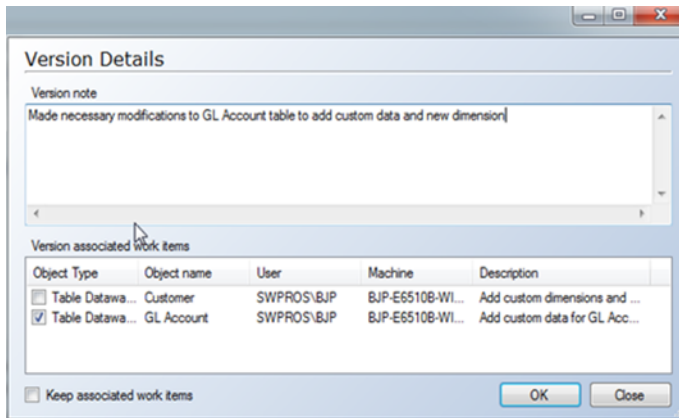 Version Details
Version note
Made necessary modifications to GL Account table to add custom data and new dimension
Version associated work items
Object Type Object name User Machine Description
Table Datawa... Customer SWPROS\BJP BJP-E6510B-WI... Add custom dimensions and ...
Table Datawa... GL Account SWPROS\BJP BJP-E6510B-WI... Add custom data for GL Acc...
Keep associated work items OK Close